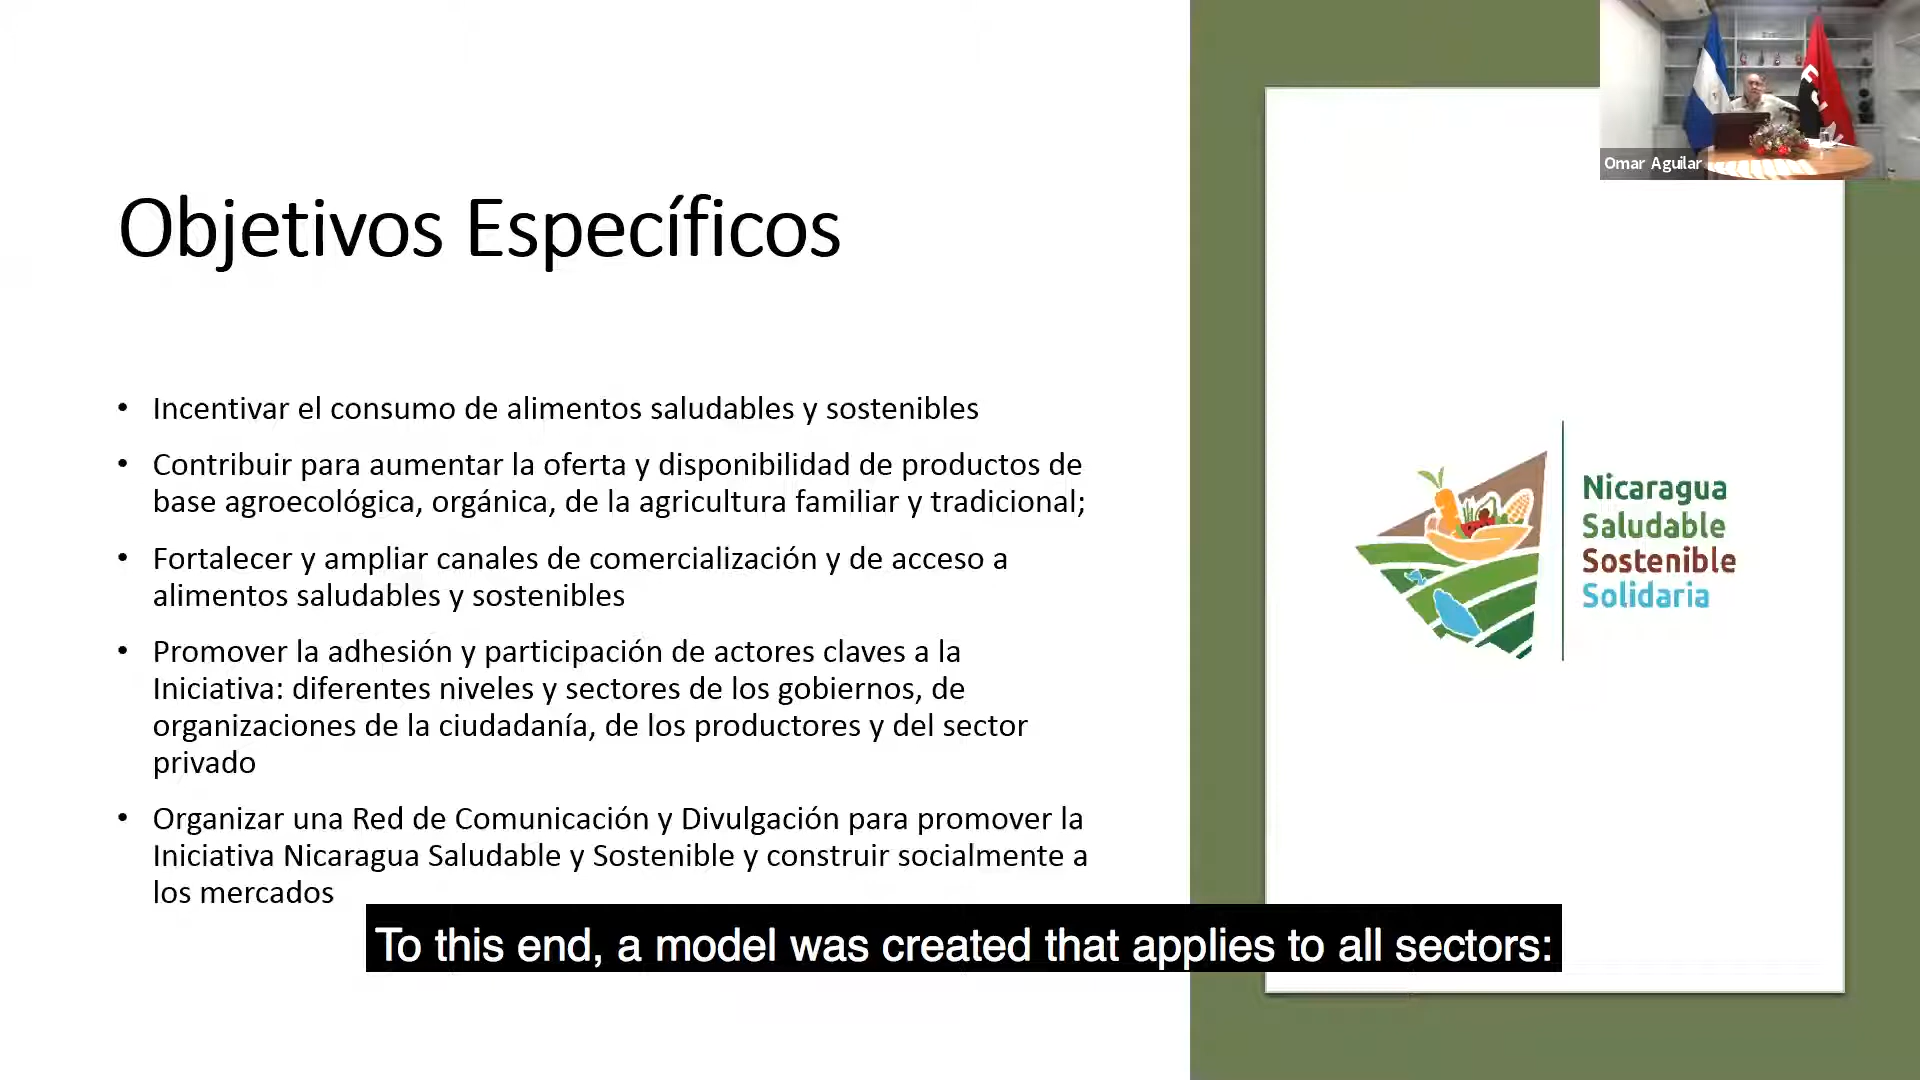 Omar Aguilar
Objetivos Específicos
• Incentivar el consumo de alimentos saludables y sostenibles
• Contribuir para aumentar la oferta y disponibilidad de productos de
base agroecológica, orgánica, de la agricultura familiar y tradicional;
• Fortalecer y ampliar canales de comercialización y de acceso a
alimentos saludables y sostenibles
• Promover la adhesión y participación de actores claves a la
Iniciativa: diferentes niveles y sectores de los gobiernos, de
organizaciones de la ciudadanía, de los productores y del sector
privado
• Organizar una Red de Comunicación y Divulgación para promover la
Iniciativa Nicaragua Saludable y Sostenible y construir socialmente a
los mercados
Nicaragua
Saludable
Sostenible
Solidaria
To this end, a model was created that applies to all sectors: